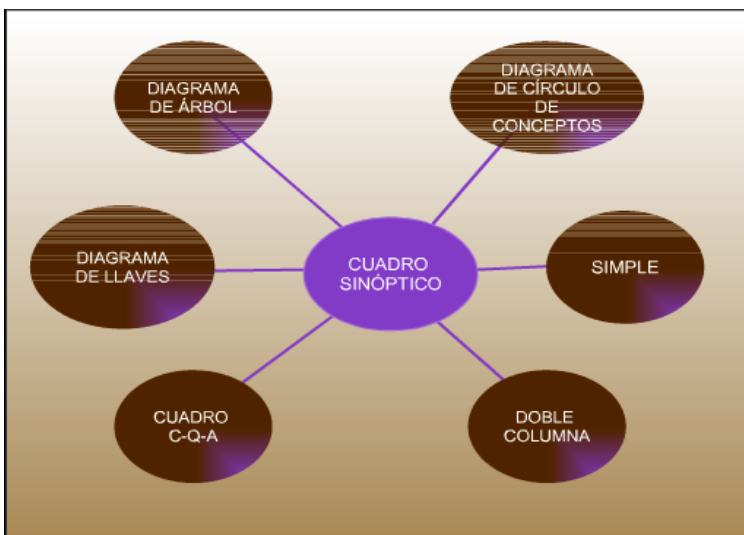 DIAGRAMA
DE ÁRBOL
DIAGRAMA
DE CÍRCULO
DE
CONCEPTOS
DIAGRAMA
DE LLAVES
CUADRO
SINÓPTICO
SIMPLE
CUADRO
C-Q-A
DOBLE
COLUMNA